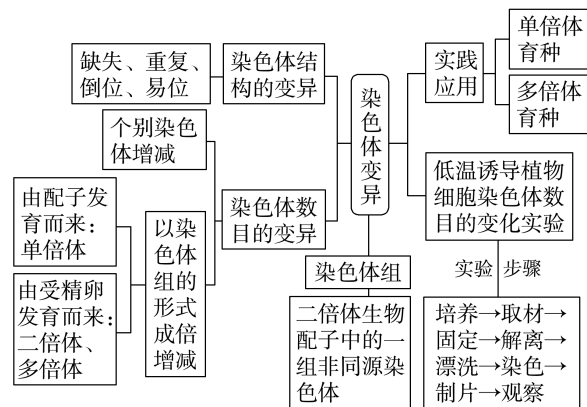 缺失、重复、
倒位、易位
染色体结
构的变异
个别染色
体增减
由配子发
育而来:
单倍体
由受精卵
发育而来:
二倍体、
多倍体
以染
色体
组的
形式
成倍
增减
染色体数
目的变异
染
色
体
变
异
染色体组
二倍体生物
配子中的一
组非同源染
色体
实践
应用
单倍体
育种
多倍体
育种
低温诱导植物
细胞染色体数
目的变化实验
实验 步骤
培养→取材→
固定→解离→
漂洗→染色→
制片→观察